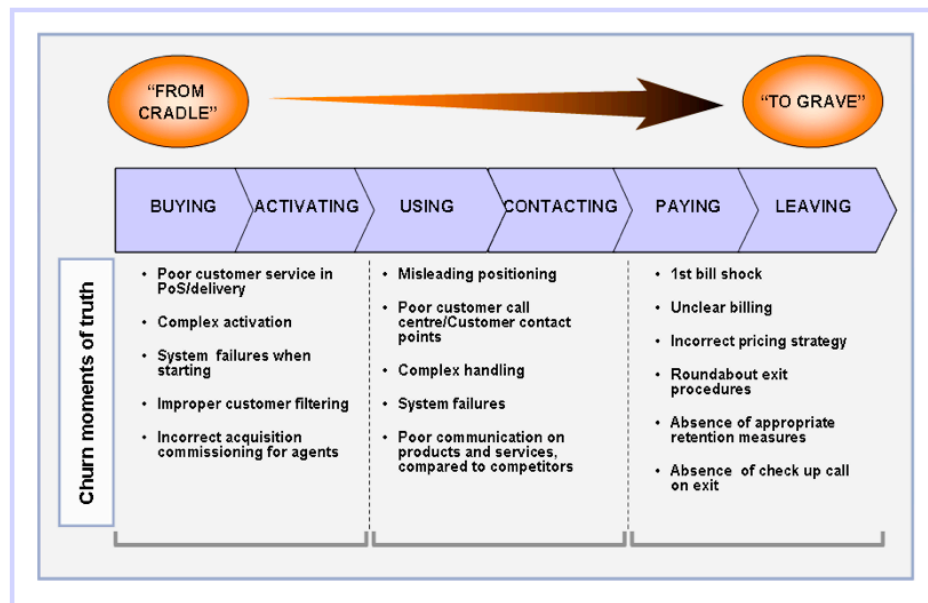 “FROM
CRADLE”
“TO GRAVE”
BUYING
ACTIVATING
USING
CONTACTING
PAYING
LEAVING
Churn moments of truth
• Poor customer service in
PoS/delivery
• Complex activation
• System failures when
starting
• Improper customer filtering
• Incorrect acquisition
commissioning for agents
• Misleading positioning
• Poor customer call
centre/Customer contact
points
• Complex handling
• System failures
• Poor communication on
products and services,
compared to competitors
• 1st bill shock
• Unclear billing
• Incorrect pricing strategy
• Roundabout exit
procedures
• Absence of appropriate
retention measures
• Absence of check up call
on exit